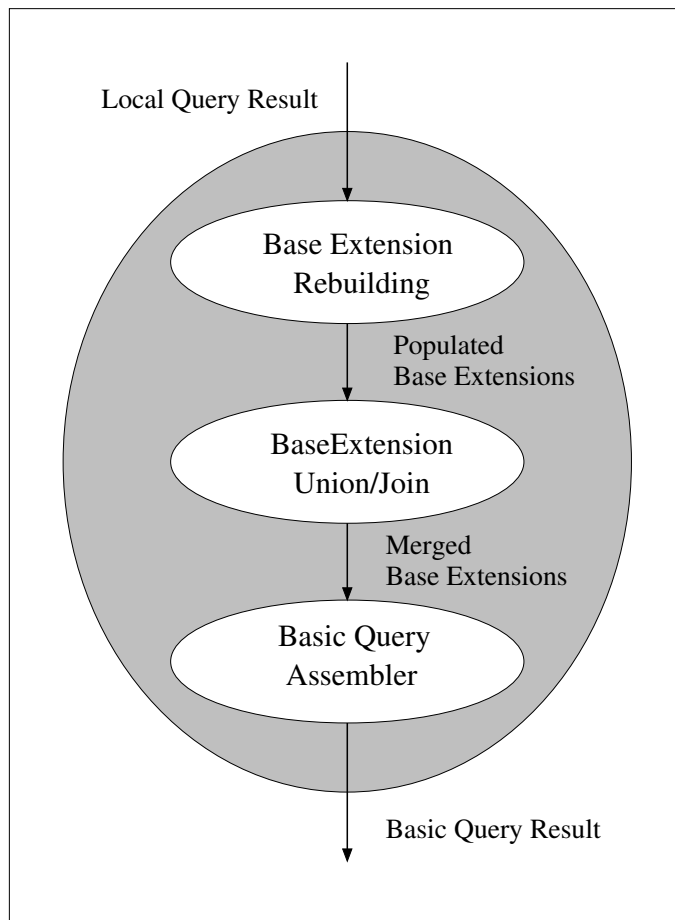 Local Query Result
Base Extension
Rebuilding
Populated
Base Extensions
BaseExtension
Union/Join
Merged
Base Extensions
Basic Query
Assembler
Basic Query Result